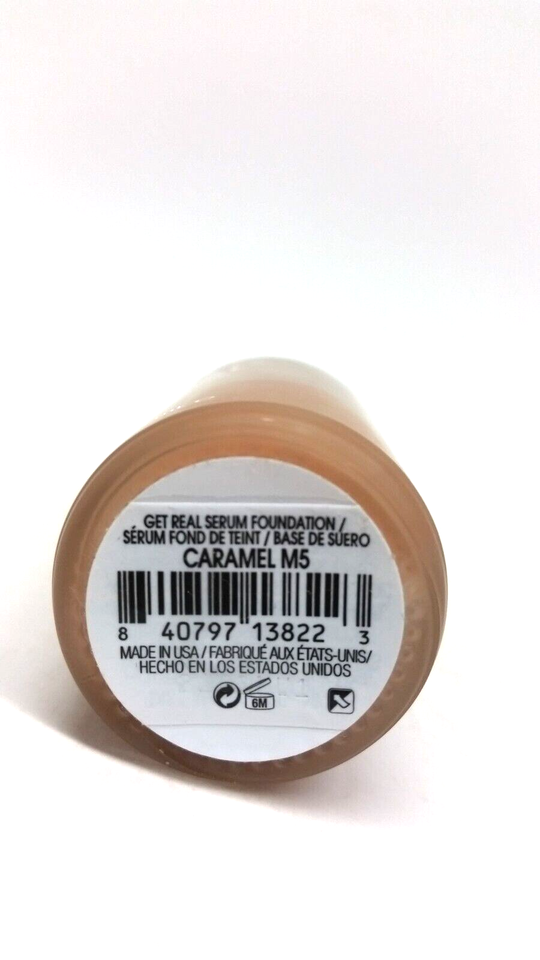 GET REAL SERUM FOUNDATION /
SÉRUM FOND DE TEINT / BASE DE SUERO
CARAMEL M5
8 40797 13822 3
MADE IN USA / FABRIQUÉ AUX ÉTATS-UNIS/
HECHO EN LOS ESTADOS UNIDOS
6M